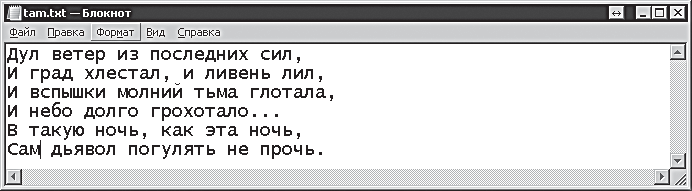 tam.txt — Блокнот
Файл Правка Формат Вид Справка
Дул ветер из последних сил,
И град хлестал, и ливень лил,
И вспышки молний тьма глотала,
И небо долго грохотало...
В такую ночь, как эта ночь,
Сам дьявол погулять не прочь.